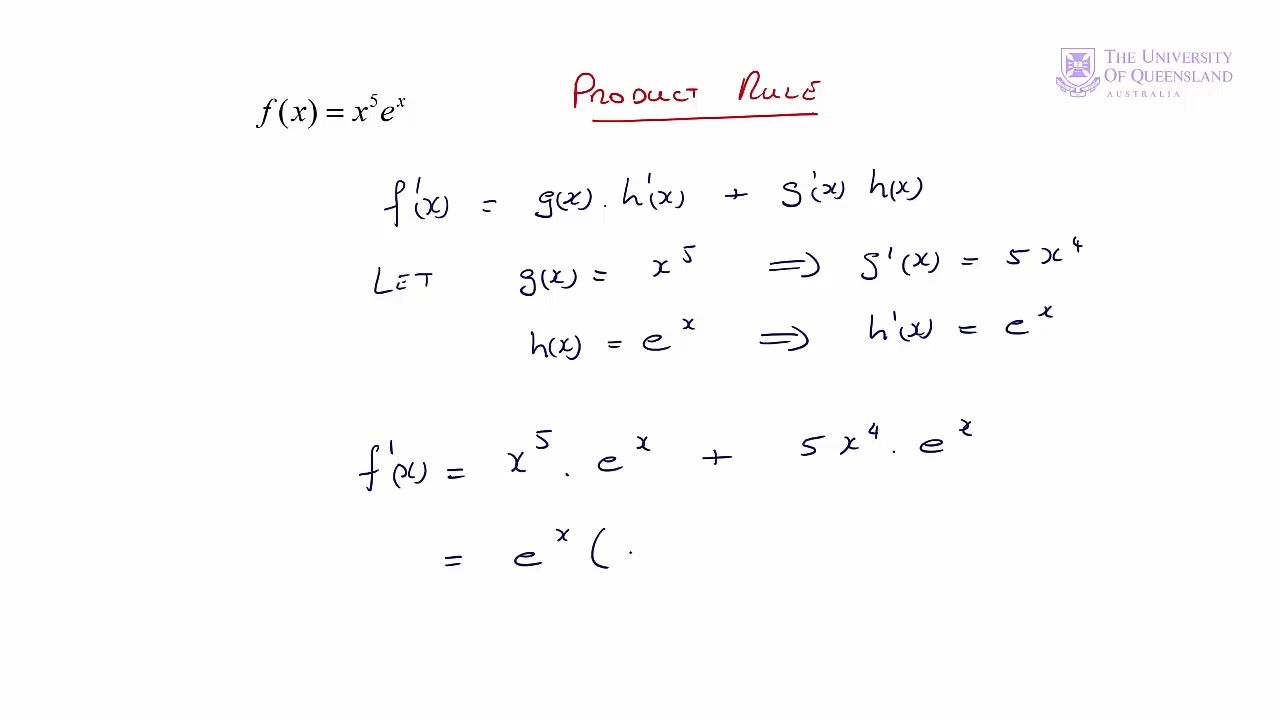 THE UNIVERSITY
OF QUEENSLAND
AUSTRALIA
PRODUCT RULE
f(x) = x⁵eˣ
f'(x) = g(x) . h'(x) + g'(x) h(x)
LET g(x) = x⁵ ⟹ g'(x) = 5x⁴
h(x) = eˣ ⟹ h'(x) = eˣ
f'(x) = x⁵ . eˣ + 5x⁴ . eˣ
= eˣ ( .